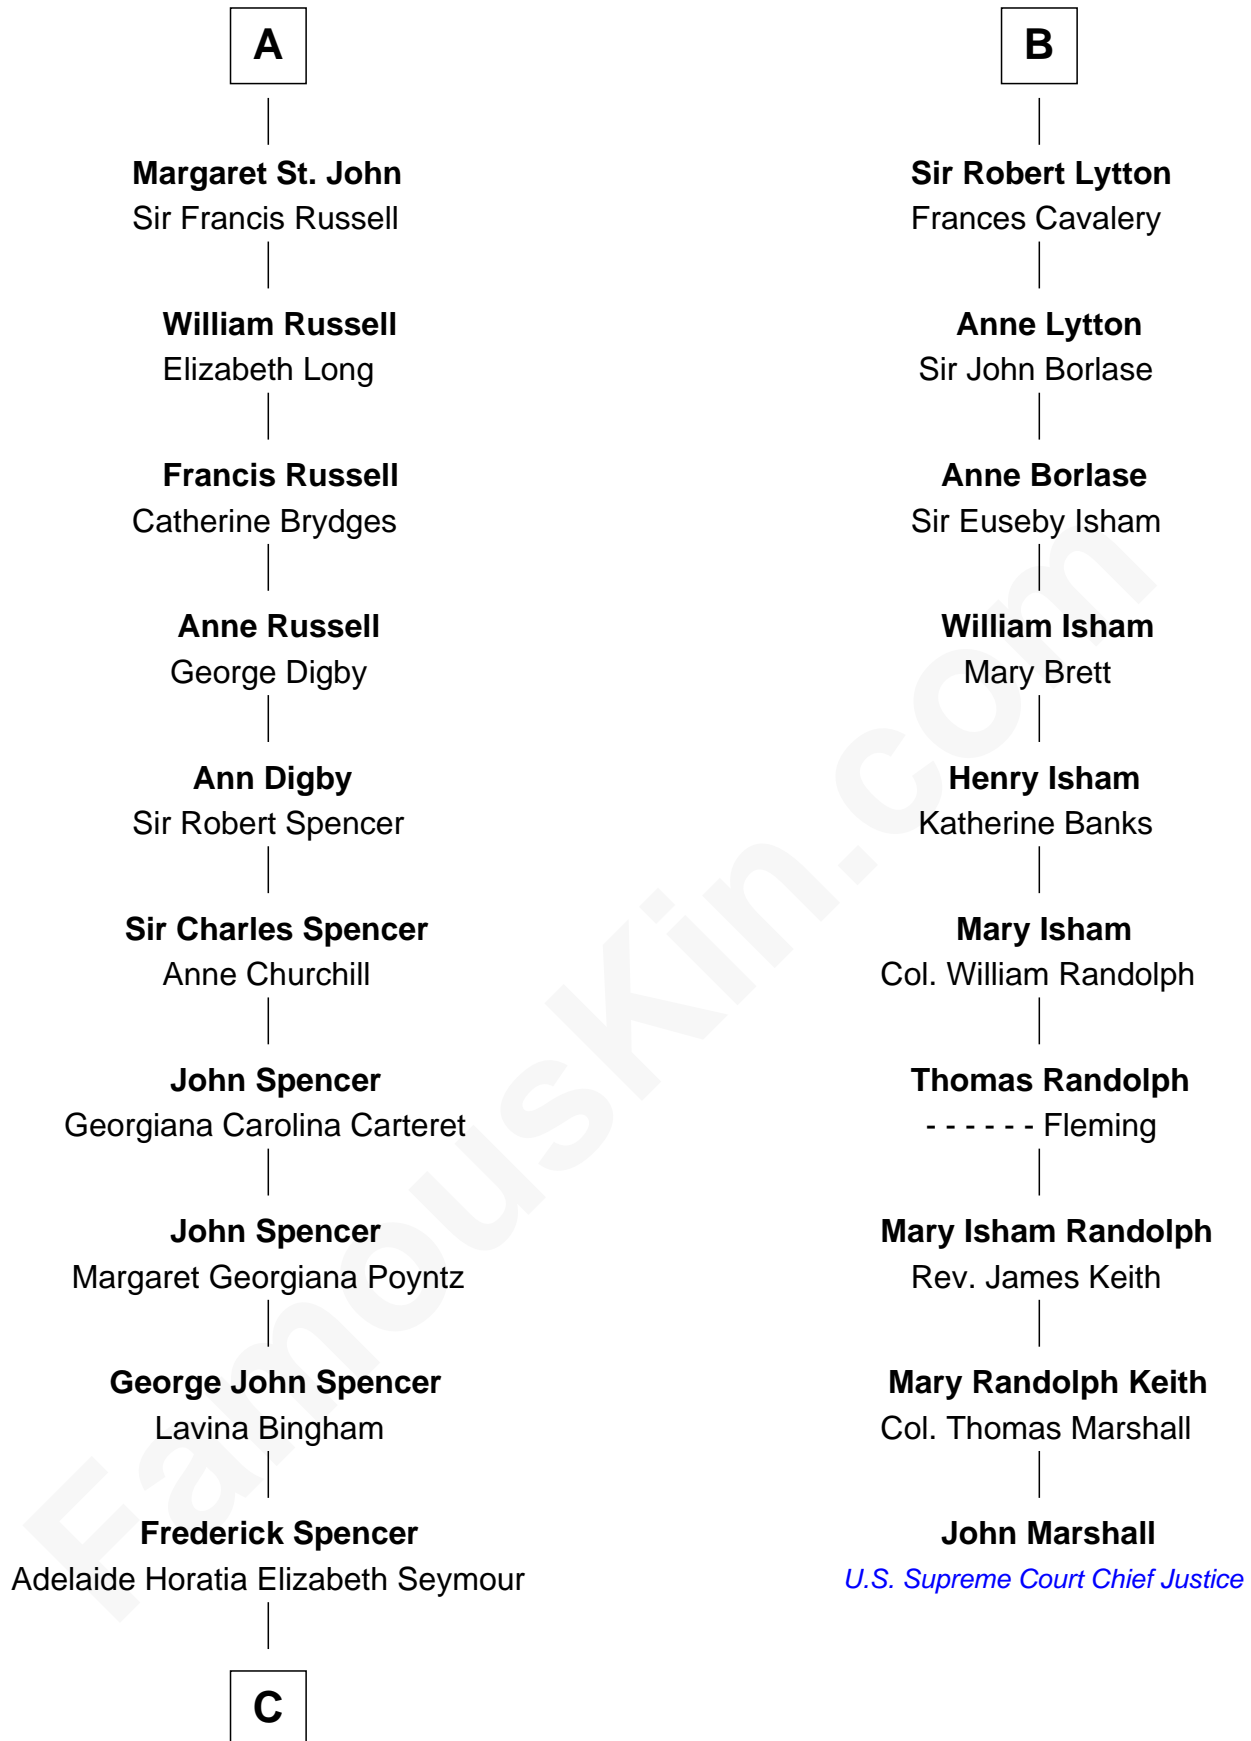 A
Margaret St. John
Sir Francis Russell
William Russell
Elizabeth Long
Francis Russell
Catherine Brydges
Anne Russell
George Digby
Ann Digby
Sir Robert Spencer
Sir Charles Spencer
Anne Churchill
John Spencer
Georgiana Carolina Carteret
John Spencer
Margaret Georgiana Poyntz
George John Spencer
Lavina Bingham
Frederick Spencer
Adelaide Horatia Elizabeth Seymour
C
B
Sir Robert Lytton
Frances Cavalery
Anne Lytton
Sir John Borlase
Anne Borlase
Sir Euseby Isham
William Isham
Mary Brett
Henry Isham
Katherine Banks
Mary Isham
Col. William Randolph
Thomas Randolph
- - - - - - Fleming
Mary Isham Randolph
Rev. James Keith
Mary Randolph Keith
Col. Thomas Marshall
John Marshall
U.S. Supreme Court Chief Justice
FamousKin.com